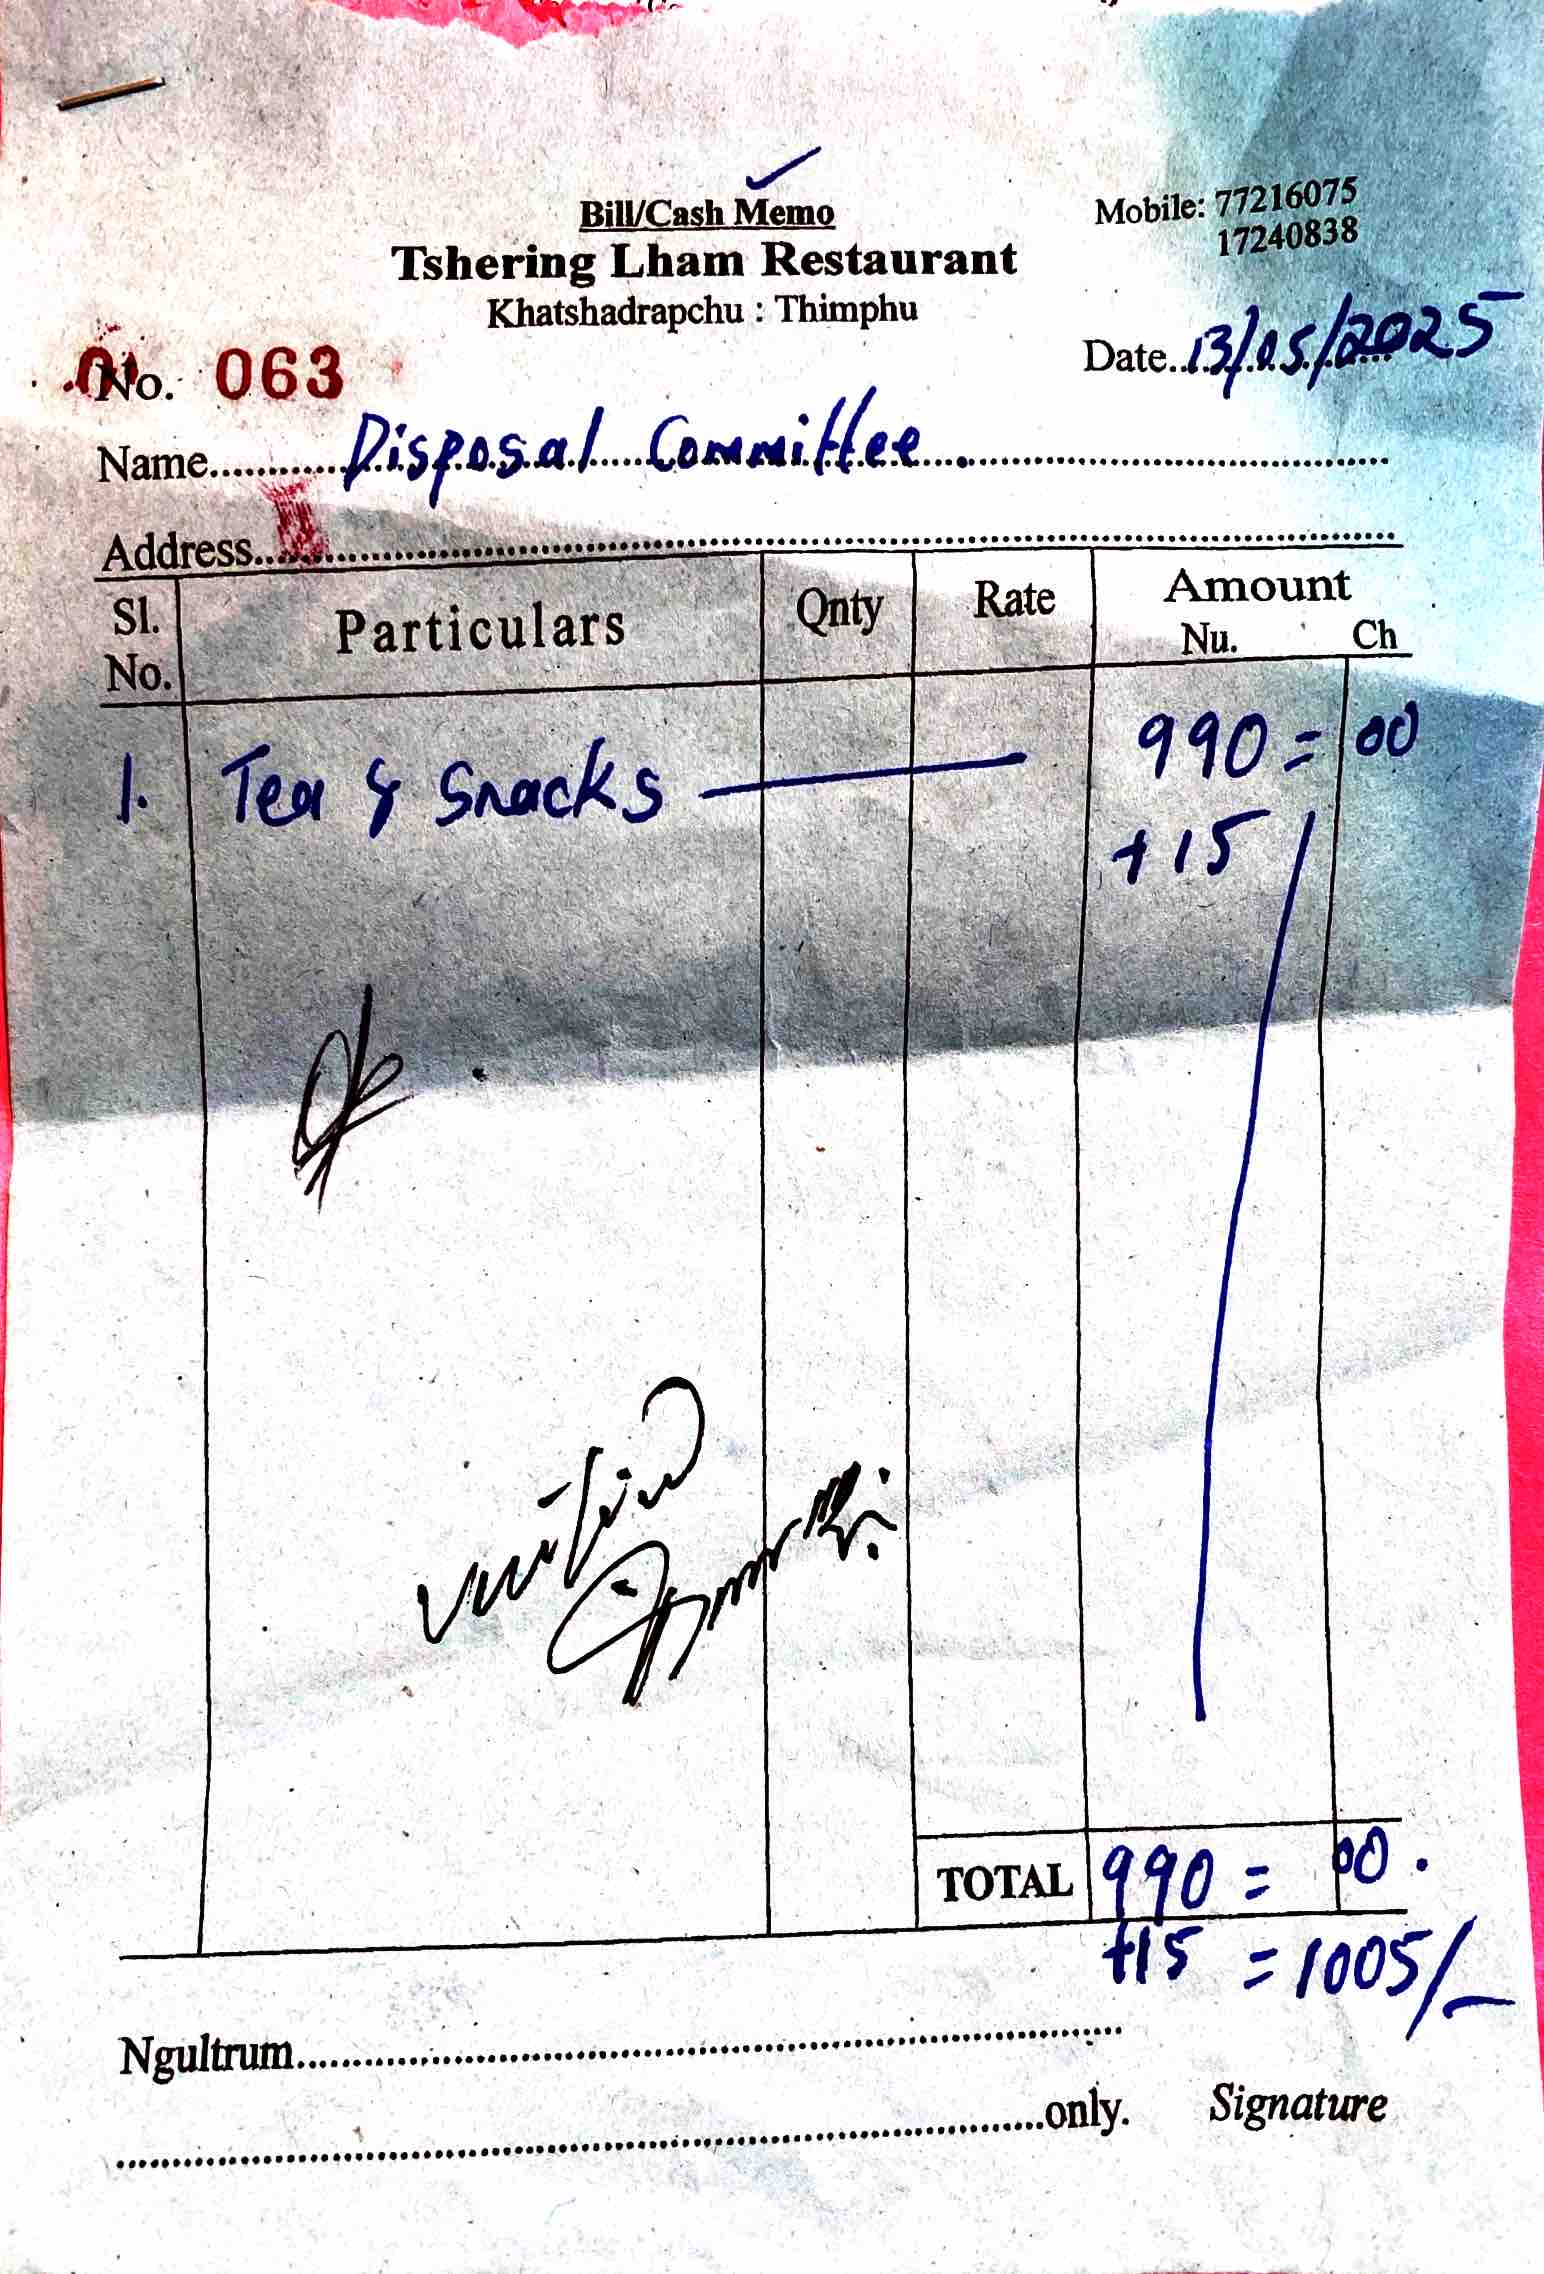 Bill/Cash Memo
Mobile: 77216075
17240838
Tshering Lham Restaurant
Khatshadrapchu : Thimphu
No. 063
Date..13/05/2025
Name...........Disposal Committee...........
Address...........
Sl. No. Particulars Qnty Rate Amount
Nu. Ch
1. Tea & Snacks 990 = 00
+15
TOTAL 990 = 00.
+15 = 1005/-
Ngultrum...........
...........only. Signature